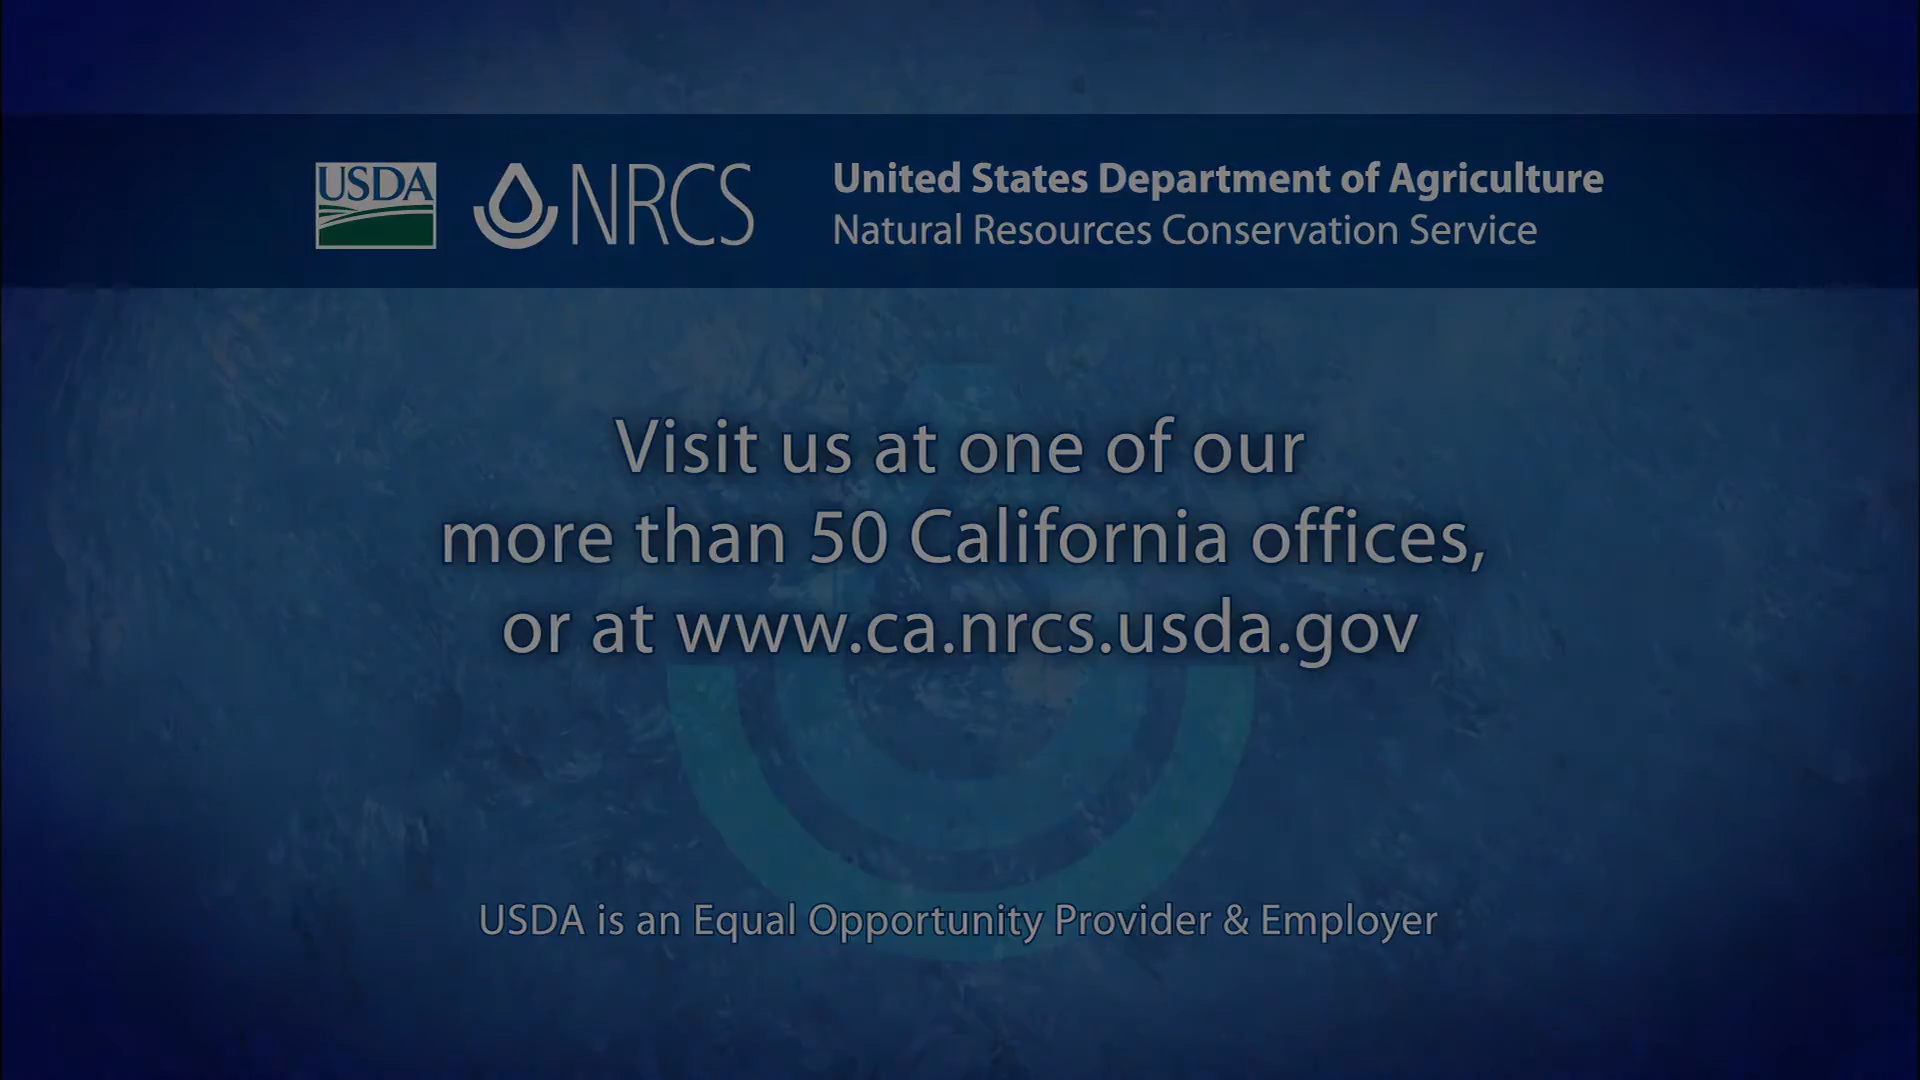 USDA
NRCS
United States Department of Agriculture
Natural Resources Conservation Service
Visit us at one of our
more than 50 California offices,
or at www.ca.nrcs.usda.gov
USDA is an Equal Opportunity Provider & Employer